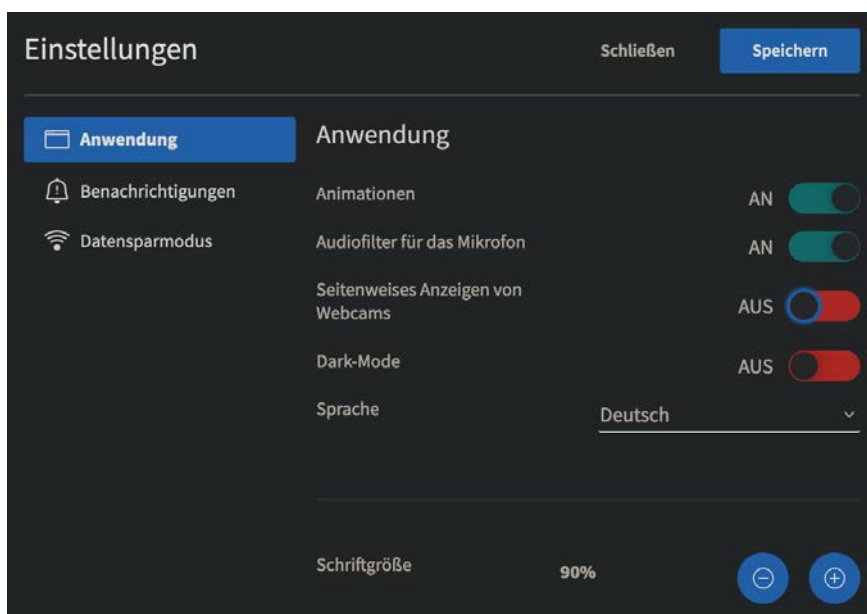 Einstellungen
Schließen
Speichern
Anwendung
Benachrichtigungen
Datensparmodus
Anwendung
Animationen
AN
Audiofilter für das Mikrofon
AN
Seitenweises Anzeigen von
Webcams
AUS
Dark-Mode
AUS
Sprache
Deutsch
Schriftgröße
90%